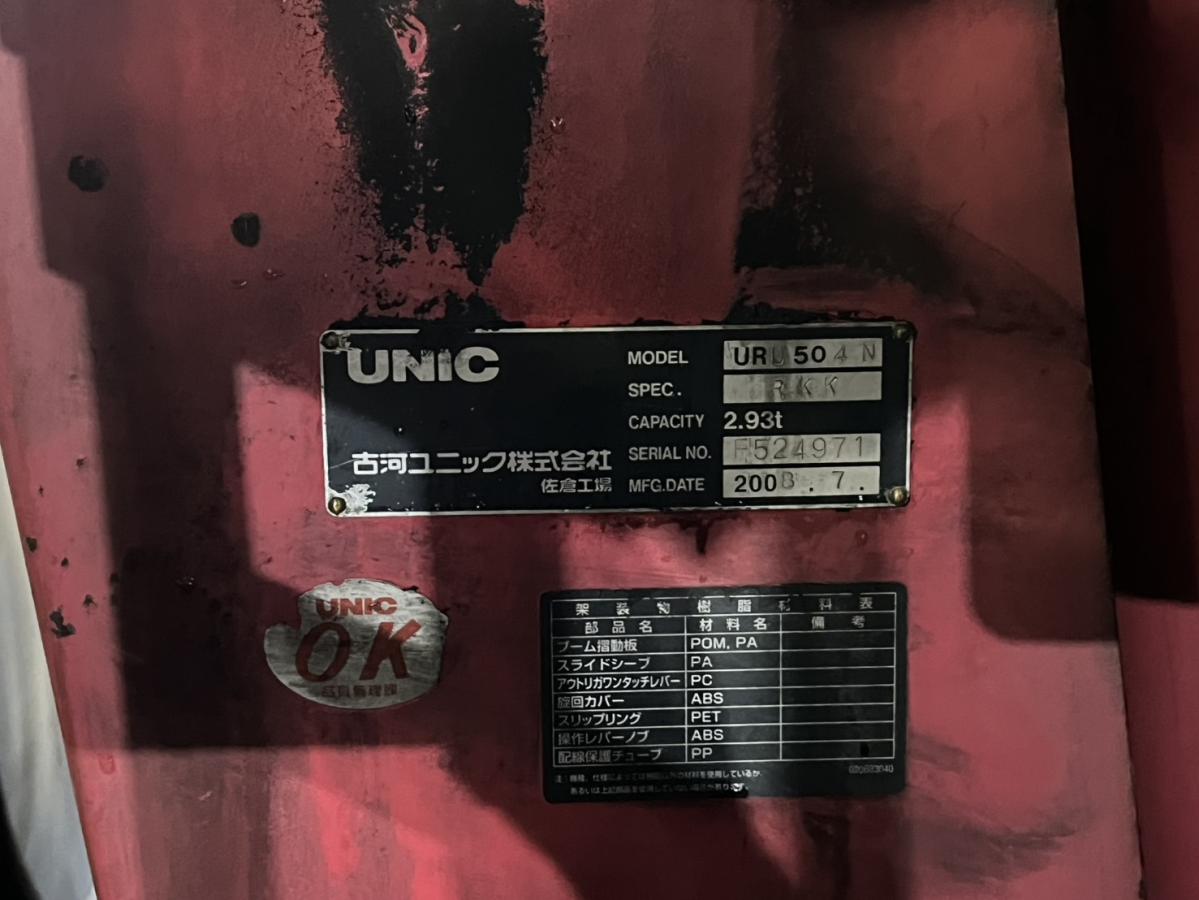 UNIC
MODEL URU504N
SPEC. RKK
CAPACITY 2.93t
古河ユニック株式会社 SERIAL NO. F524971
佐倉工場 MFG.DATE 2008.7.
UNIC
OK
架装物樹脂材料表
部品名 材料名 備考
ブーム摺動板 POM, PA
スライドシーブ PA
アウトリガワンタッチレバー PC
旋回カバー ABS
スリップリング PET
操作レバーノブ ABS
配線保護チューブ PP